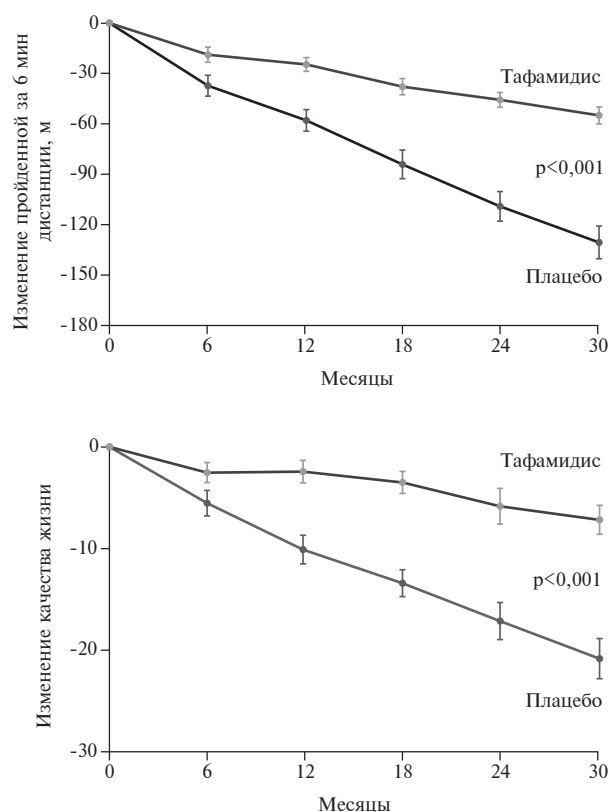 Изменение пройденной за 6 мин
дистанции, м
0
-30
-60
-90
-120
-150
-180
Тафамидис
p<0,001
Плацебо
0 6 12 18 24 30
Месяцы
Изменение качества жизни
0
-10
-20
-30
Тафамидис
p<0,001
Плацебо
0 6 12 18 24 30
Месяцы